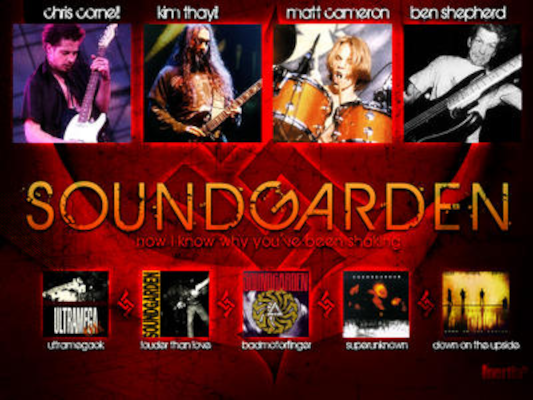 chris cornell
kim thayil
matt cameron
ben shepherd
SOUNDGARDEN
now i know why you've been shaking
ULTRAMEGA
SOUNDGARDEN
SOUNDGARDEN
SOUNDGARDEN
ultramegaok
louder than love
badmotorfinger
superunknown
down on the upside